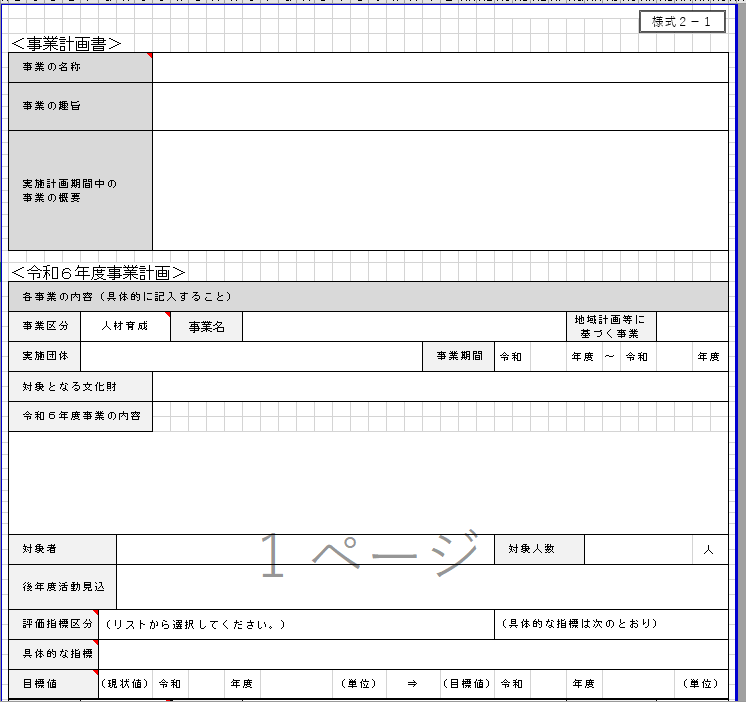 様式２－１
＜事業計画書＞
事業の名称
事業の趣旨
実施計画期間中の
事業の概要
＜令和６年度事業計画＞
各事業の内容（具体的に記入すること）
事業区分 人材育成 事業名 地域計画等に
基づく事業
実施団体 事業期間 令和 年度 ～ 令和 年度
対象となる文化財
令和６年度事業の内容
対象者 対象人数 人
1 ページ
後年度活動見込
評価指標区分 （リストから選択してください。） （具体的な指標は次のとおり）
具体的な指標
目標値 （現状値） 令和 年度 （単位） ⇒ （目標値） 令和 年度 （単位）